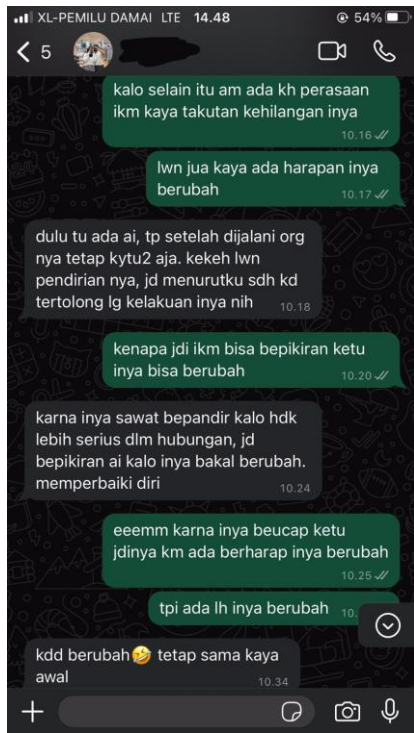 XL-PEMILU DAMAI LTE 14.48 54%
5
kalo selain itu am ada kh perasaan
ikm kaya takutan kehilangan inya
10.16
lwn jua kaya ada harapan inya
berubah
10.17
dulu tu ada ai, tp setelah dijalani org
nya tetap kytu2 aja. kekeh lwn
pendirian nya, jd menurutku sdh kd
tertolong lg kelakuan inya nih
10.18
kenapa jdi ikm bisa bepikiran ketu
inya bisa berubah
10.20
karna inya sawat bepandir kalo hdk
lebih serius dlm hubungan, jd
bepikiran ai kalo inya bakal berubah.
memperbaiki diri
10.24
eeemm karna inya beucap ketu
jdinya km ada berharap inya berubah
10.25
tpi ada lh inya berubah
10.
kdd berubah🤣 tetap sama kaya
awal
10.34